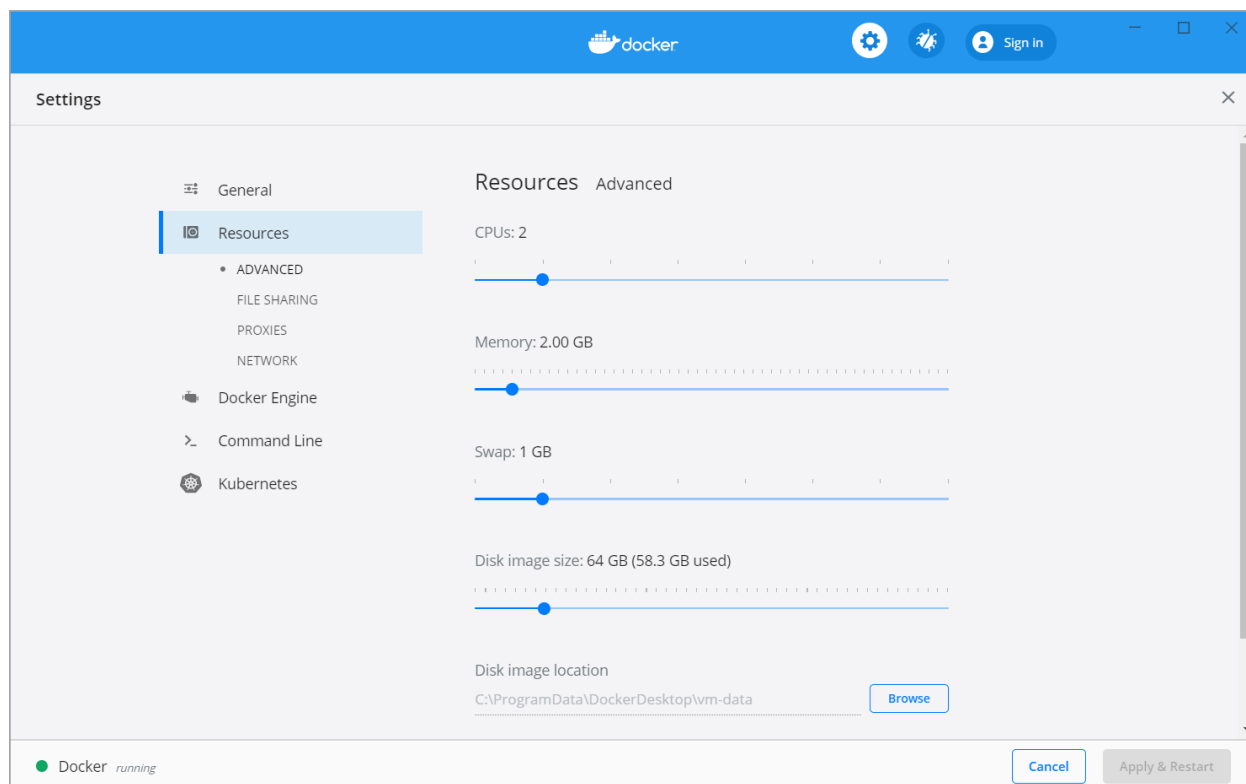 docker
Sign in
Settings
General
Resources
ADVANCED
FILE SHARING
PROXIES
NETWORK
Docker Engine
Command Line
Kubernetes
Resources Advanced
CPUs: 2
Memory: 2.00 GB
Swap: 1 GB
Disk image size: 64 GB (58.3 GB used)
Disk image location
C:\ProgramData\DockerDesktop\vm-data
Browse
Docker running
Cancel
Apply & Restart